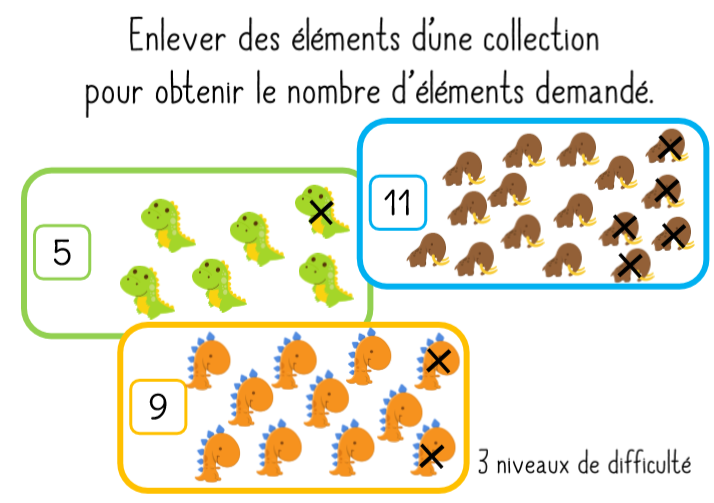 Enlever des éléments d'une collection
pour obtenir le nombre d'éléments demandé.
11
5
9
3 niveaux de difficulté